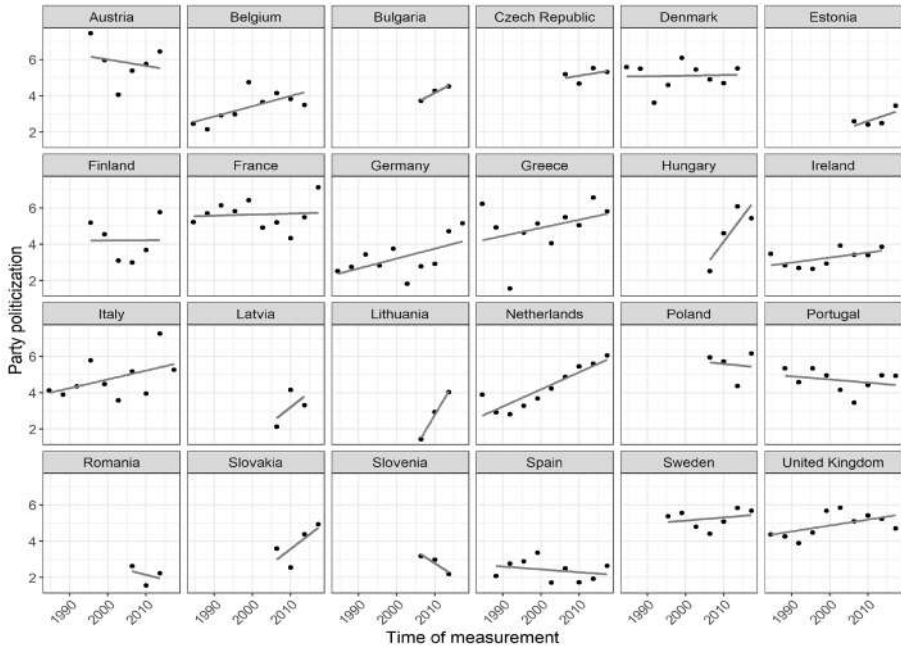 Austria Belgium Bulgaria Czech Republic Denmark Estonia
6
4
2
Finland France Germany Greece Hungary Ireland
6
4
2
Italy Latvia Lithuania Netherlands Poland Portugal
6
4
2
Romania Slovakia Slovenia Spain Sweden United Kingdom
6
4
2
1990 2000 2010 1990 2000 2010 1990 2000 2010 1990 2000 2010 1990 2000 2010 1990 2000 2010
Party politicization
Time of measurement